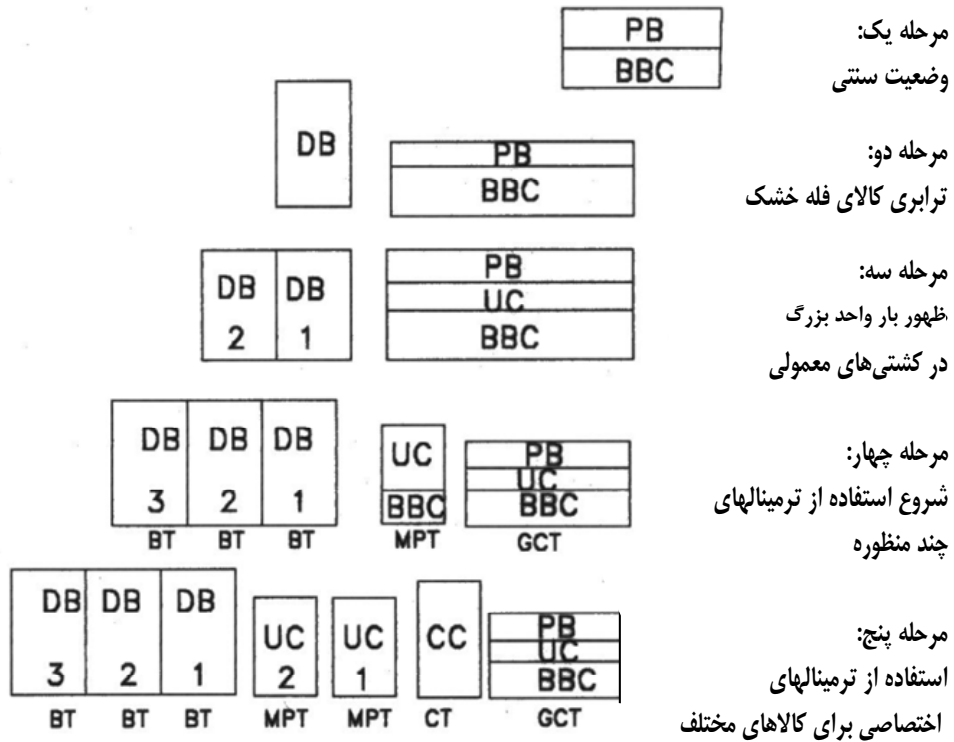 مرحله یک:
وضعیت سنتی
PB
BBC
مرحله دو:
ترابری کالای فله خشک
PB
BBC
DB
مرحله سه:
ظهور بار واحد بزرگ
در کشتی‌های معمولی
PB
UC
BBC
DB 1
DB 2
مرحله چهار:
شروع استفاده از ترمینالهای
چند منظوره
PB
UC
BBC
GCT
UC
BBC
MPT
DB 1
BT
DB 2
BT
DB 3
BT
مرحله پنج:
استفاده از ترمینالهای
اختصاصی برای کالاهای مختلف
PB
UC
BBC
GCT
CC
CT
UC 1
MPT
UC 2
MPT
DB 1
BT
DB 2
BT
DB 3
BT